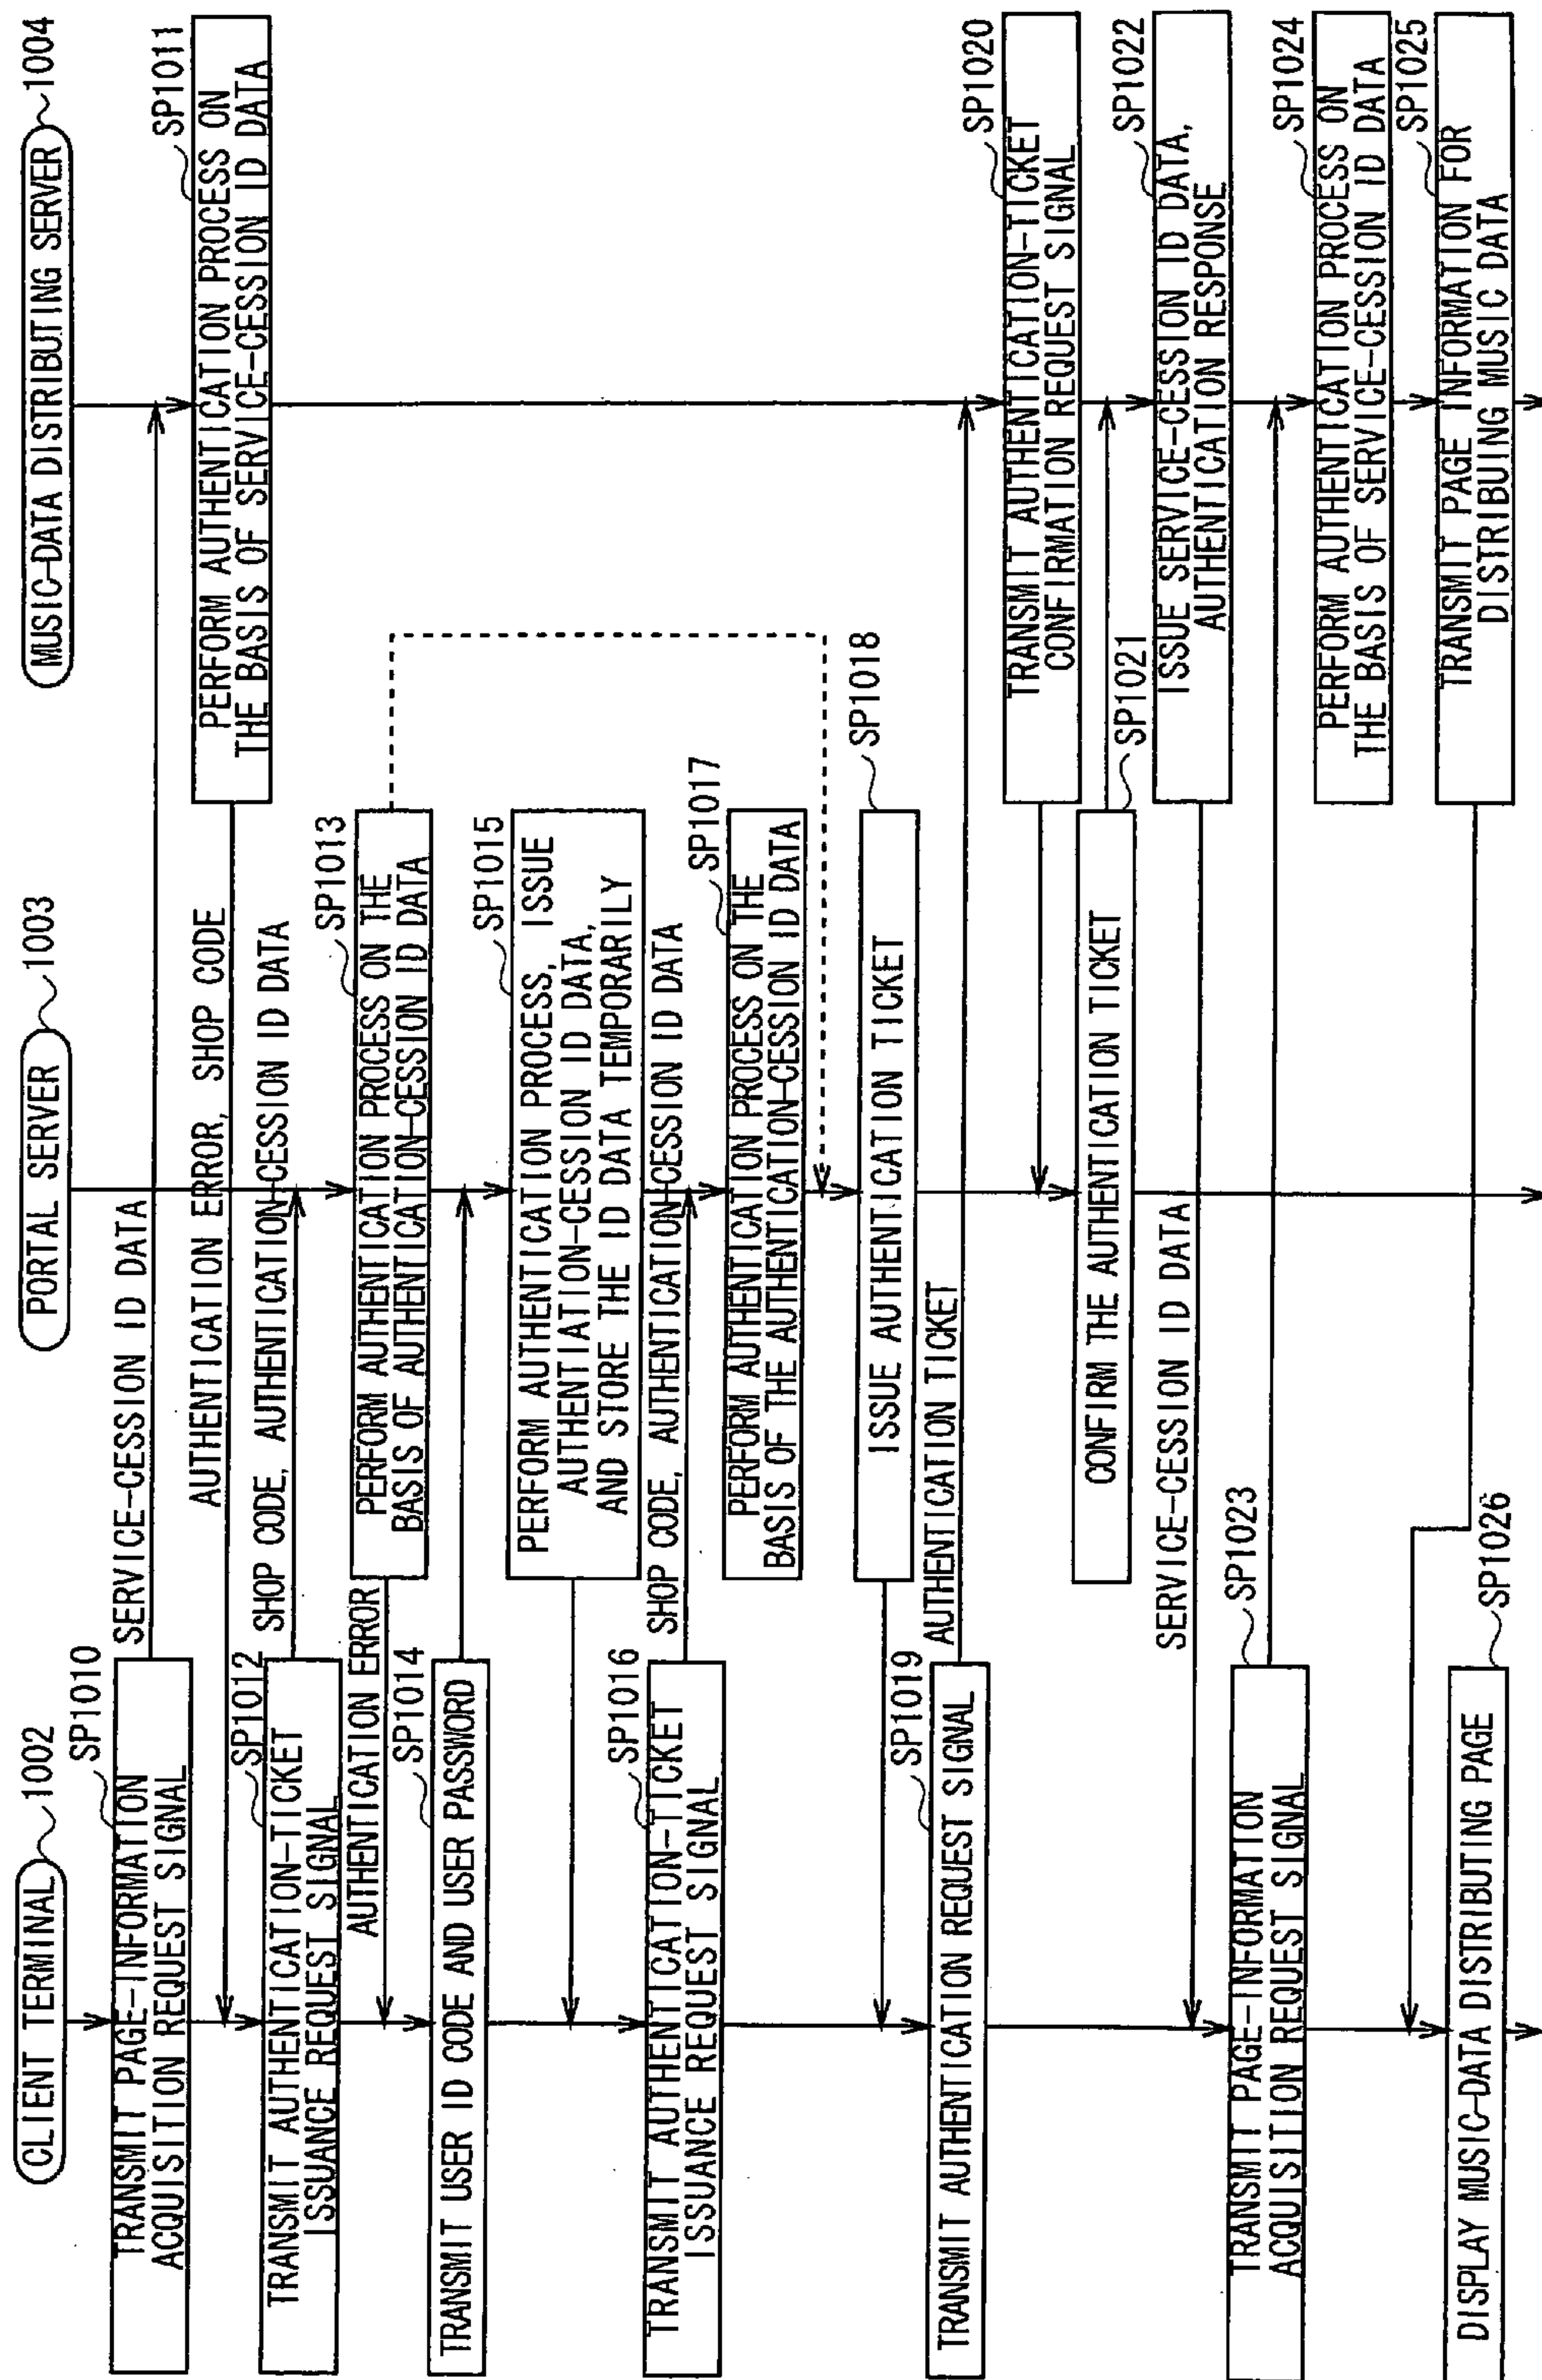 CLIENT TERMINAL
1002
PORTAL SERVER
1003
MUSIC-DATA DISTRIBUTING SERVER
1004
SP1010
TRANSMIT PAGE-INFORMATION
ACQUISITION REQUEST SIGNAL
SERVICE-CESSION ID DATA
SP1011
PERFORM AUTHENTICATION PROCESS ON
THE BASIS OF SERVICE-CESSION ID DATA
AUTHENTICATION ERROR, SHOP CODE
SP1012
TRANSMIT AUTHENTICATION-TICKET
ISSUANCE REQUEST SIGNAL
SHOP CODE, AUTHENTICATION-CESSION ID DATA
SP1013
PERFORM AUTHENTICATION PROCESS ON THE
BASIS OF AUTHENTICATION-CESSION ID DATA
AUTHENTICATION ERROR
SP1014
TRANSMIT USER ID CODE AND USER PASSWORD
SP1015
PERFORM AUTHENTICATION PROCESS, ISSUE
AUTHENTICATION-CESSION ID DATA,
AND STORE THE ID DATA TEMPORARILY
SP1016
TRANSMIT AUTHENTICATION-TICKET
ISSUANCE REQUEST SIGNAL
SHOP CODE, AUTHENTICATION-CESSION ID DATA
SP1017
PERFORM AUTHENTICATION PROCESS ON THE
BASIS OF THE AUTHENTICATION-CESSION ID DATA
SP1018
ISSUE AUTHENTICATION TICKET
SP1019
TRANSMIT AUTHENTICATION REQUEST SIGNAL
AUTHENTICATION TICKET
SP1020
TRANSMIT AUTHENTICATION-TICKET
CONFIRMATION REQUEST SIGNAL
SP1021
CONFIRM THE AUTHENTICATION TICKET
SP1022
ISSUE SERVICE-CESSION ID DATA,
AUTHENTICATION RESPONSE
SERVICE-CESSION ID DATA
SP1023
TRANSMIT PAGE-INFORMATION
ACQUISITION REQUEST SIGNAL
SP1024
PERFORM AUTHENTICATION PROCESS ON
THE BASIS OF SERVICE-CESSION ID DATA
SP1025
TRANSMIT PAGE INFORMATION FOR
DISTRIBUTING MUSIC DATA
SP1026
DISPLAY MUSIC-DATA DISTRIBUTING PAGE